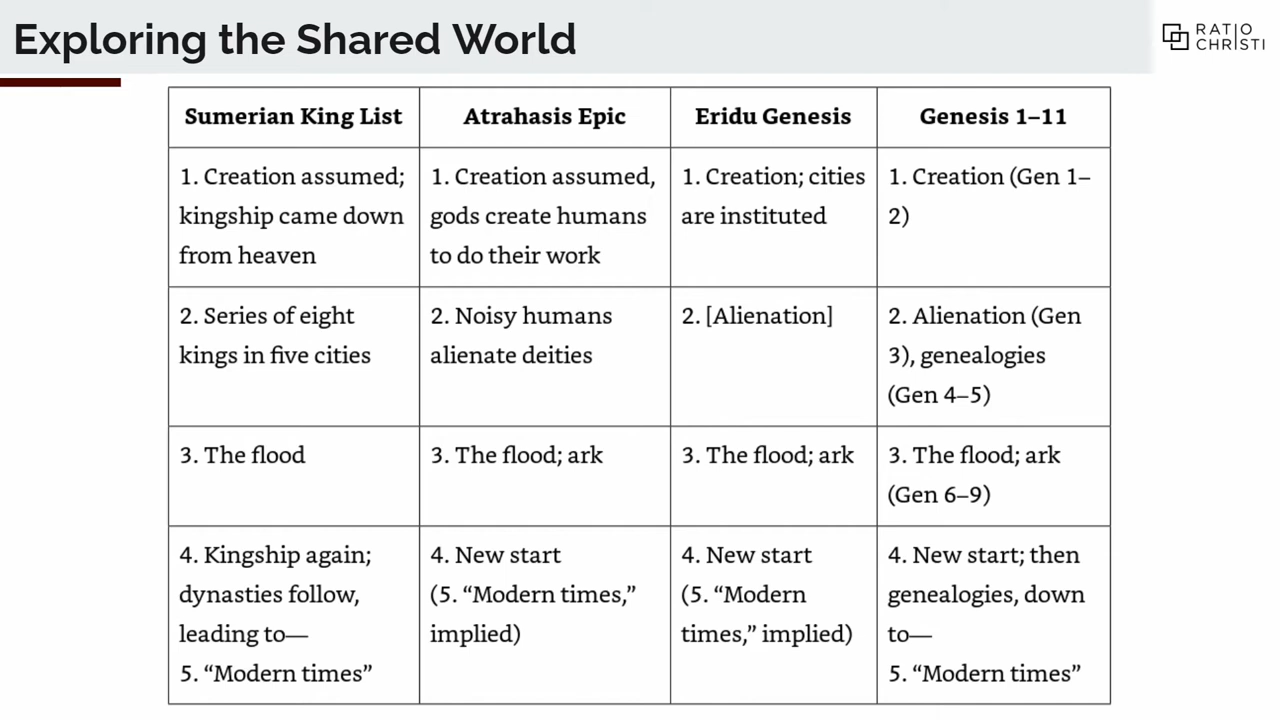 Exploring the Shared World
RATIO
CHRISTI
Sumerian King List
Atrahasis Epic
Eridu Genesis
Genesis 1–11
1. Creation assumed;
kingship came down
from heaven
1. Creation assumed,
gods create humans
to do their work
1. Creation; cities
are instituted
1. Creation (Gen 1–
2)
2. Series of eight
kings in five cities
2. Noisy humans
alienate deities
2. [Alienation]
2. Alienation (Gen
3), genealogies
(Gen 4–5)
3. The flood
3. The flood; ark
3. The flood; ark
3. The flood; ark
(Gen 6–9)
4. Kingship again;
dynasties follow,
leading to—
5. “Modern times”
4. New start
(5. “Modern times,”
implied)
4. New start
(5. “Modern
times,” implied)
4. New start; then
genealogies, down
to—
5. “Modern times”